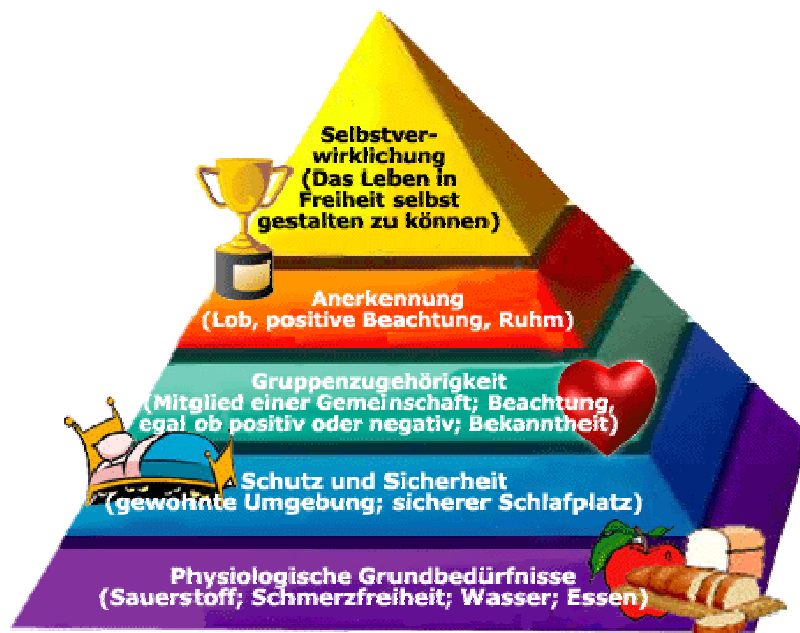 Selbstver-
wirklichung
(Das Leben in
Freiheit selbst
gestalten zu können)
Anerkennung
(Lob, positive Beachtung, Ruhm)
Gruppenzugehörigkeit
(Mitglied einer Gemeinschaft; Beachtung,
egal ob positiv oder negativ; Bekanntheit)
Schutz und Sicherheit
(gewohnte Umgebung; sicherer Schlafplatz)
Physiologische Grundbedürfnisse
(Sauerstoff; Schmerzfreiheit; Wasser; Essen)